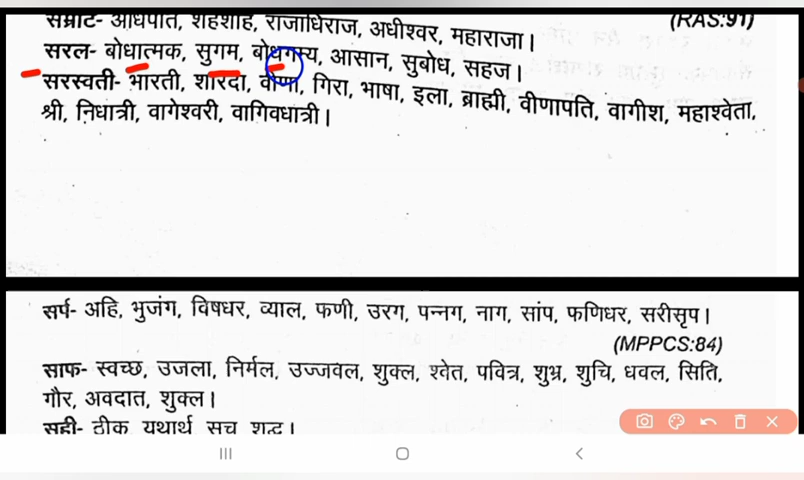 सम्राट- अधिपति, शहंशाह, राजाधिराज, अधीश्वर, महाराजा।
(RAS:91)
सरल- बोधात्मक, सुगम, बोधगम्य, आसान, सुबोध, सहज।
सरस्वती- भारती, शारदा, वीणा, गिरा, भाषा, इला, ब्राह्मी, वीणापति, वागीश, महाश्वेता,
श्री, निधात्री, वागेश्वरी, वागिवधात्री।
सर्प- अहि, भुजंग, विषधर, व्याल, फणी, उरग, पन्नग, नाग, सांप, फणिधर, सरीसृप।
(MPPCS:84)
साफ- स्वच्छ, उजला, निर्मल, उज्जवल, शुक्ल, श्वेत, पवित्र, शुभ्र, शुचि, धवल, सिति,
गौर, अवदात, शुक्ल।
सही- ठीक, यथार्थ, सच, शुद्ध।